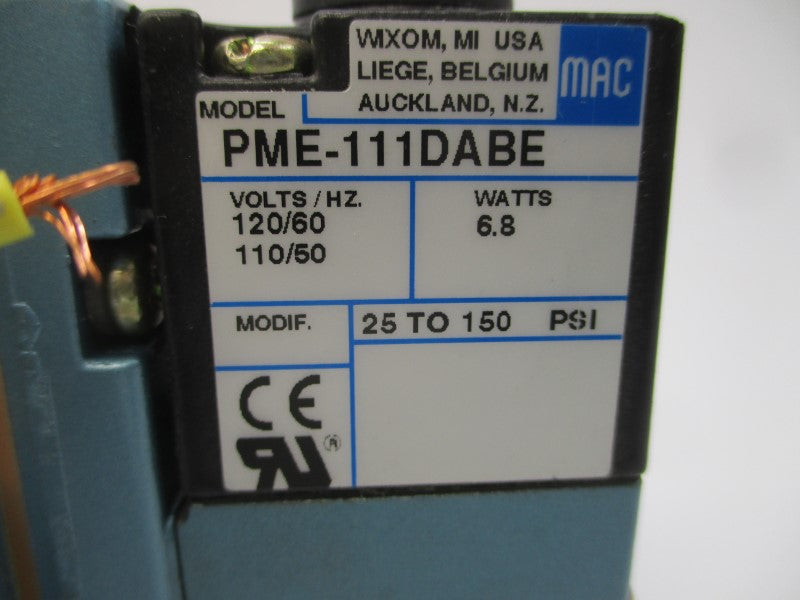 WIXOM, MI USA
LIEGE, BELGIUM
AUCKLAND, N.Z.
MAC
MODEL
PME-111DABE
VOLTS/HZ.
120/60
110/50
WATTS
6.8
MODIF.
25 TO 150 PSI
CE
RU
®